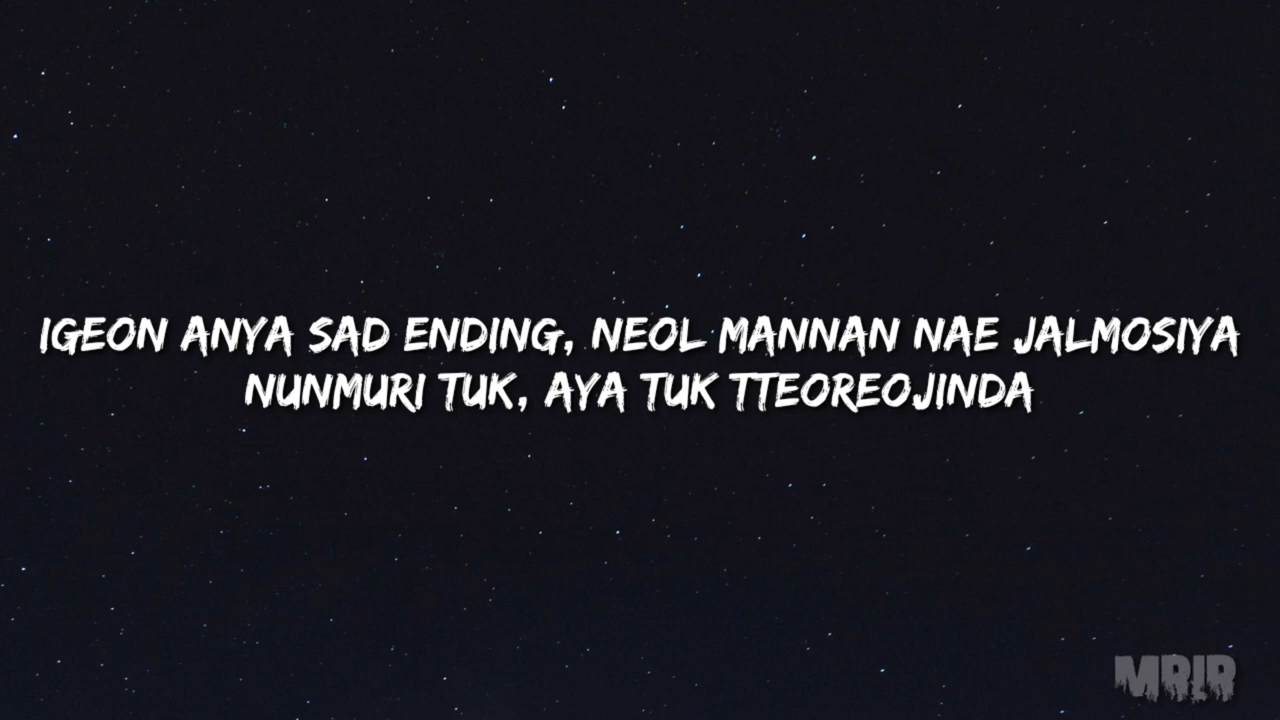 IGEON ANYA SAD ENDING, NEOL MANNAN NAE JALMOSIYA
NUNMURI TUK, AYA TUK TTEOREOJINDA
MRIR